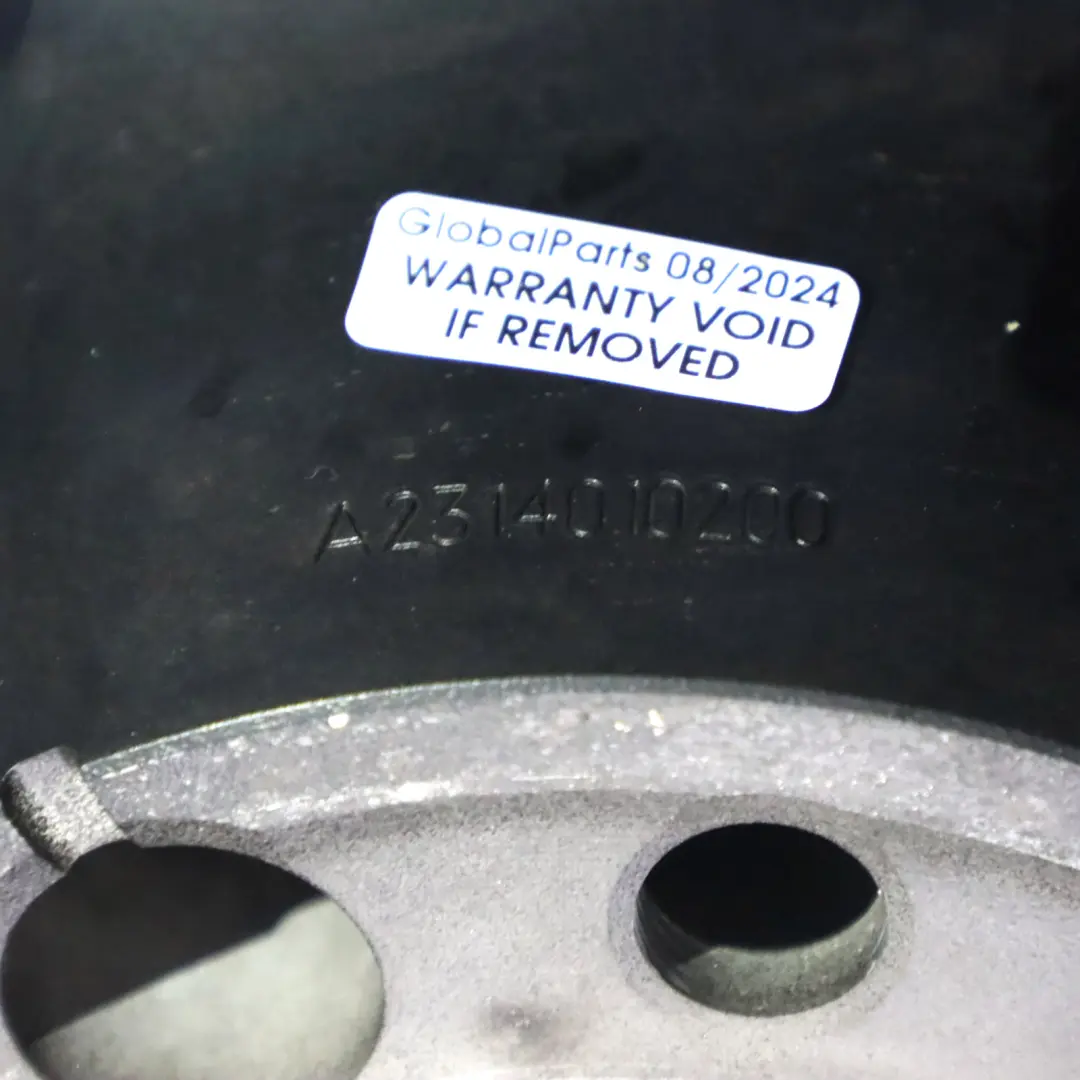 GlobalParts 08/2024
WARRANTY VOID
IF REMOVED
A2314010200